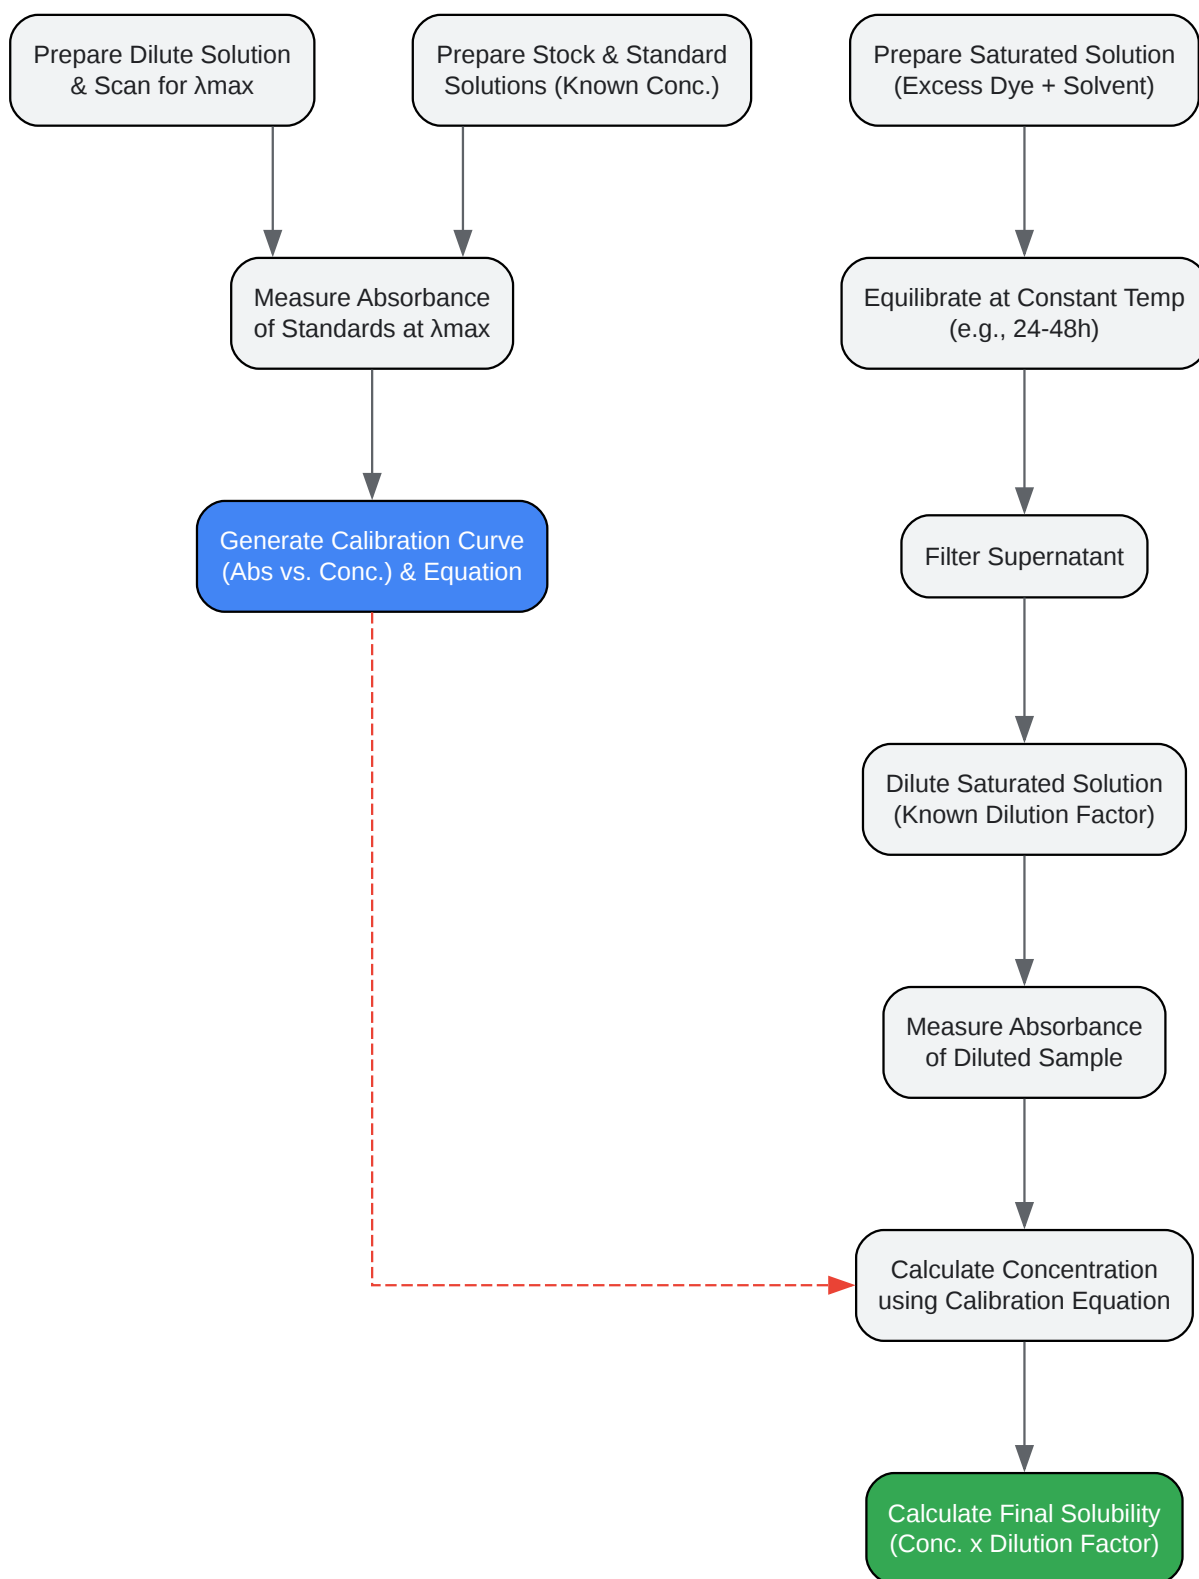 Prepare Dilute Solution
& Scan for λmax
Prepare Stock & Standard
Solutions (Known Conc.)
Prepare Saturated Solution
(Excess Dye + Solvent)
Measure Absorbance
of Standards at λmax
Equilibrate at Constant Temp
(e.g., 24-48h)
Generate Calibration Curve
(Abs vs. Conc.) & Equation
Filter Supernatant
Dilute Saturated Solution
(Known Dilution Factor)
Measure Absorbance
of Diluted Sample
Calculate Concentration
using Calibration Equation
Calculate Final Solubility
(Conc. x Dilution Factor)